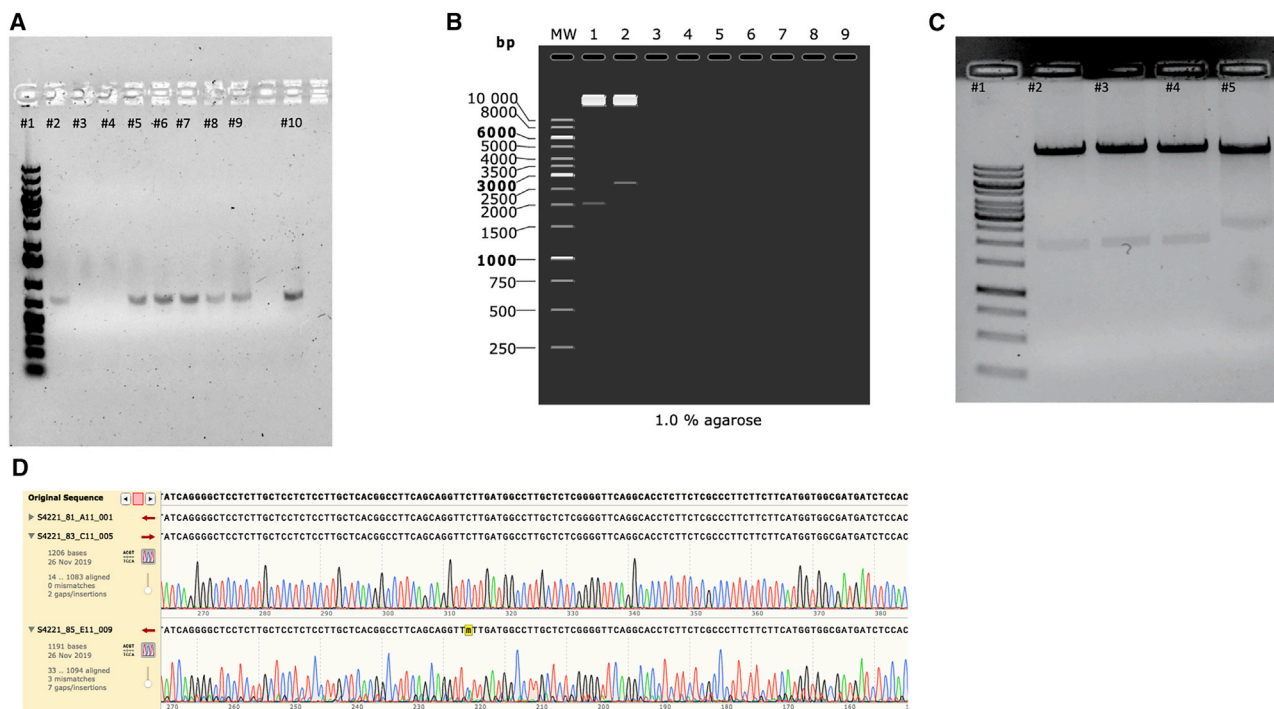 A
#1 #2 #3 #4 #5 #6 #7 #8 #9 #10
B
bp
MW 1 2 3 4 5 6 7 8 9
10 000
8000
6000
5000
4000
3500
3000
2500
2000
1500
1000
750
500
250
1.0 % agarose
C
#1 #2 #3 #4 #5
?
D
Original Sequence
TATCAGGGGCTCCTCTTGCTCCTCTCCTTGCTCACGGCCTTCAGCAGGTTCTTGATGGCCTTGCTCTCGGGGTTCAGGCACCTCTTCTCGCCCTTCTTCTTCATGGTGGCGATGATCTCCAC
S4221_81_A11_001
TATCAGGGGCTCCTCTTGCTCCTCTCCTTGCTCACGGCCTTCAGCAGGTTCTTGATGGCCTTGCTCTCGGGGTTCAGGCACCTCTTCTCGCCCTTCTTCTTCATGGTGGCGATGATCTCCAC
S4221_83_C11_005
TATCAGGGGCTCCTCTTGCTCCTCTCCTTGCTCACGGCCTTCAGCAGGTTCTTGATGGCCTTGCTCTCGGGGTTCAGGCACCTCTTCTCGCCCTTCTTCTTCATGGTGGCGATGATCTCCAC
1206 bases
26 Nov 2019
ACGT
TGCA
14 .. 1083 aligned
0 mismatches
2 gaps/insertions
270 280 290 300 310 320 330 340 350 360 370 380
S4221_85_E11_009
TATCAGGGGCTCCTCTTGCTCCTCTCCTTGCTCACGGCCTTCAGCAGGTTmTTGATGGCCTTGCTCTCGGGGTTCAGGCACCTCTTCTCGCCCTTCTTCTTCATGGTGGCGATGATCTCCAC
1191 bases
26 Nov 2019
ACGT
TGCA
33 .. 1094 aligned
3 mismatches
7 gaps/insertions
270 260 250 240 230 220 210 200 190 180 170 160